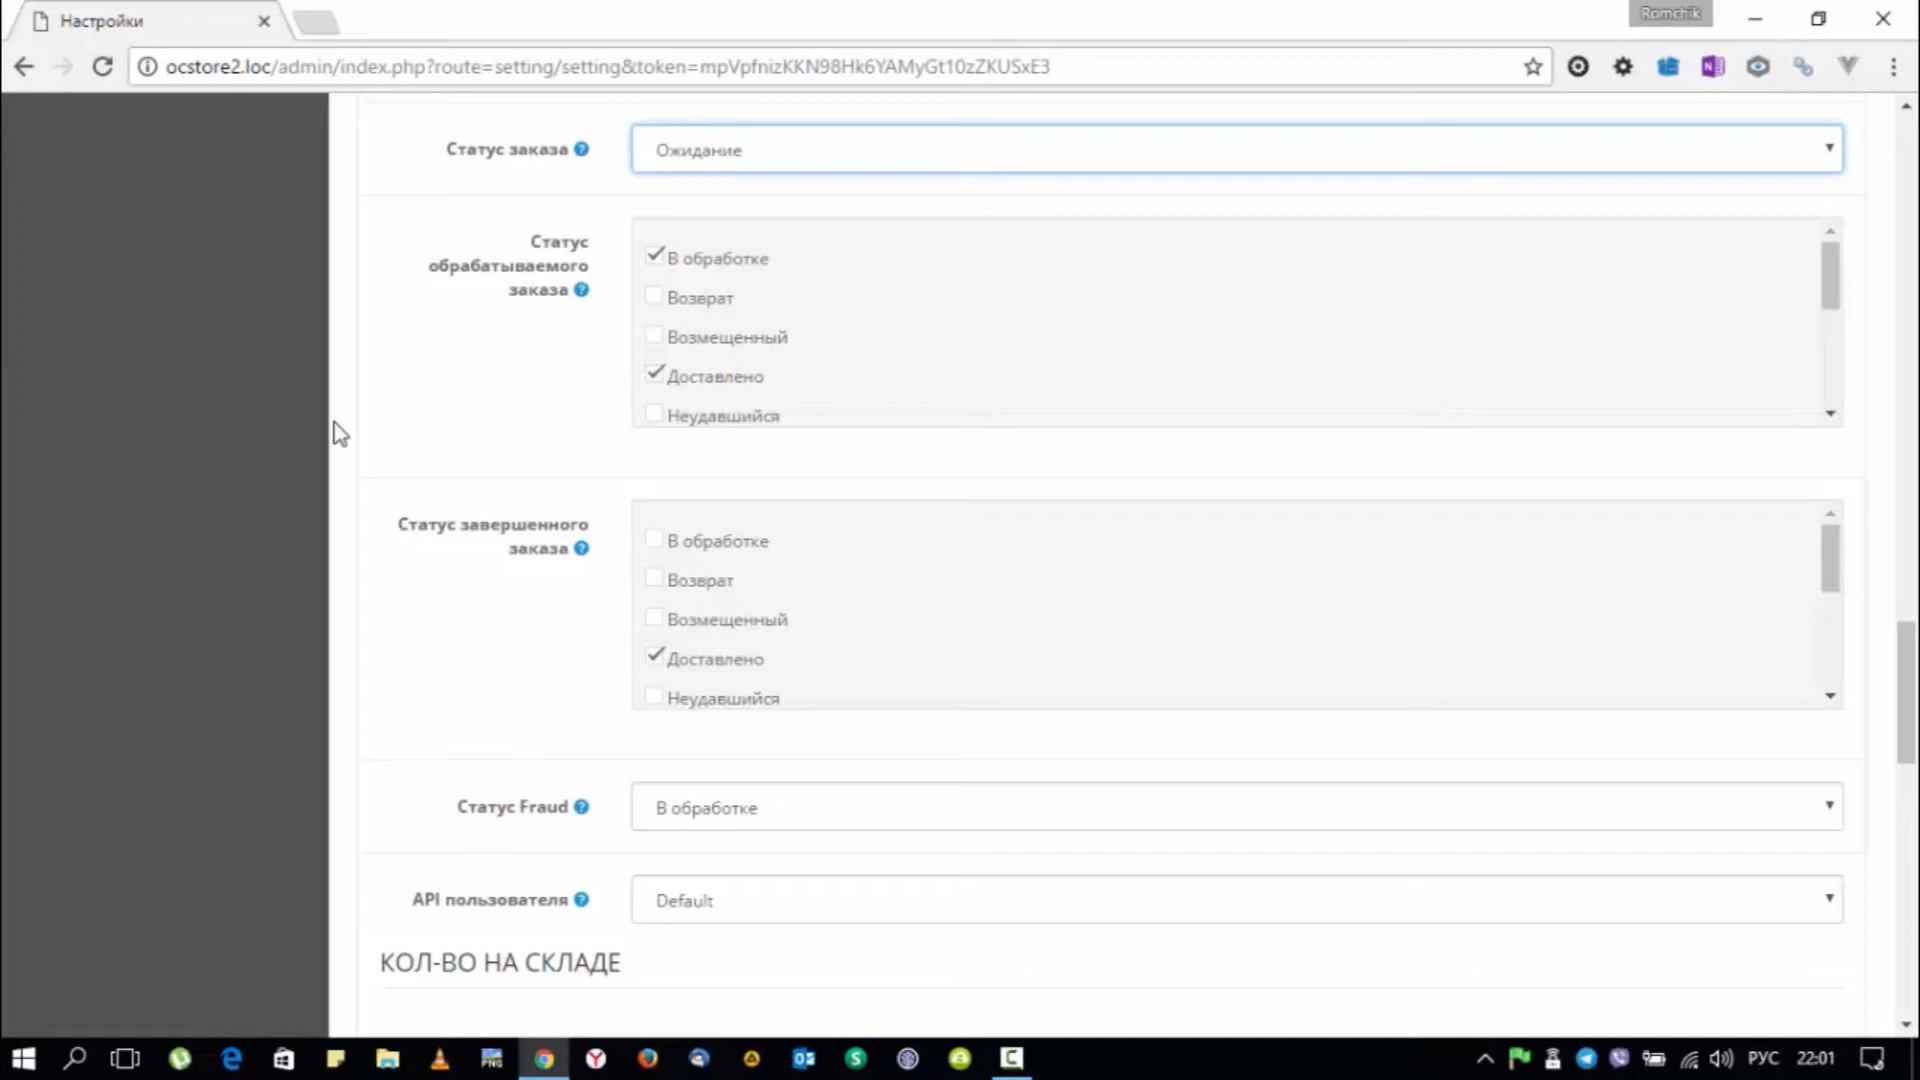 Настройки
Romchik
ocstore2.loc/admin/index.php?route=setting/setting&token=mpVpfnizKKN98Hk6YAMyGt10zZKUSxE3
Статус заказа
Ожидание
Статус
обрабатываемого
заказа
В обработке
Возврат
Возмещенный
Доставлено
Неудавшийся
Статус завершенного
заказа
В обработке
Возврат
Возмещенный
Доставлено
Неудавшийся
Статус Fraud
В обработке
API пользователя
Default
КОЛ-ВО НА СКЛАДЕ
РУС
22:01